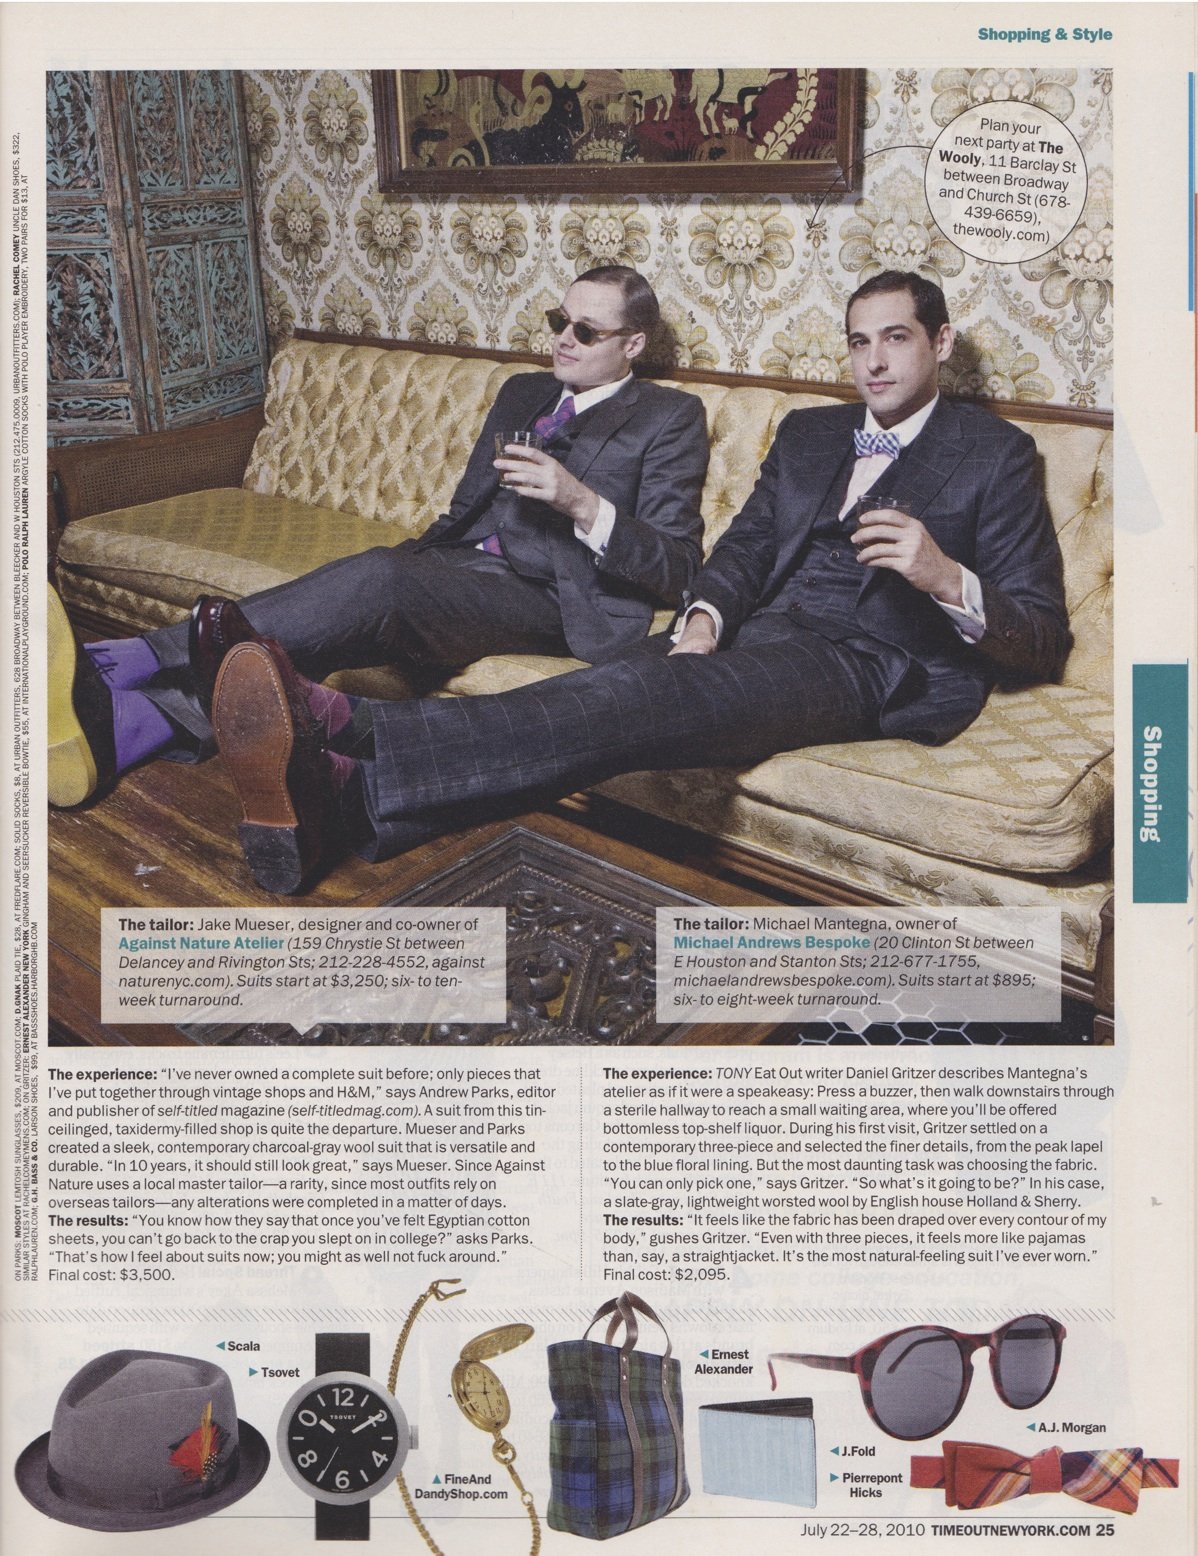 Shopping & Style
Plan your
next party at The
Wooly, 11 Barclay St
between Broadway
and Church St (678-
439-6659),
thewooly.com)
Shopping
ON PARKS: MOSCOT LEMTOSH SUNGLASSES, $209, AT MOSCOT.COM; D.GNAK PLAID TIE, $28, AT FREDFLARE.COM; SOLID SOCKS, $8, AT URBAN OUTFITTERS, 628 BROADWAY BETWEEN BLEECKER AND W HOUSTON STS (212.475.0009, URBANOUTFITTERS.COM); RACHEL COMEY UNCLE DAN SHOES, $322,
SIMILAR STYLES AT RACHELCOMEYMENS.COM; ON GRITZER: ERNEST ALEXANDER NEW YORK GINGHAM AND SEERSUCKER REVERSIBLE BOWTIE, $55, AT INTERNATIONALPLAYGROUND.COM; POLO RALPH LAUREN ARGYLE COTTON SOCKS WITH POLO PLAYER EMBROIDERY, TWO PAIRS FOR $13, AT
RALPHLAUREN.COM; G.H. BASS & CO. LARSON SHOES, $99, AT BASSSHOES.HARBORGHB.COM
The tailor: Jake Mueser, designer and co-owner of
Against Nature Atelier (159 Chrystie St between
Delancey and Rivington Sts; 212-228-4552, against
naturenyc.com). Suits start at $3,250; six- to ten-
week turnaround.
The tailor: Michael Mantegna, owner of
Michael Andrews Bespoke (20 Clinton St between
E Houston and Stanton Sts; 212-677-1755,
michaelandrewsbespoke.com). Suits start at $895;
six- to eight-week turnaround.
The experience: “I’ve never owned a complete suit before; only pieces that
I’ve put together through vintage shops and H&M,” says Andrew Parks, editor
and publisher of self-titled magazine (self-titledmag.com). A suit from this tin-
ceilinged, taxidermy-filled shop is quite the departure. Mueser and Parks
created a sleek, contemporary charcoal-gray wool suit that is versatile and
durable. “In 10 years, it should still look great,” says Mueser. Since Against
Nature uses a local master tailor—a rarity, since most outfits rely on
overseas tailors—any alterations were completed in a matter of days.
The results: “You know how they say that once you’ve felt Egyptian cotton
sheets, you can’t go back to the crap you slept on in college?” asks Parks.
“That’s how I feel about suits now; you might as well not fuck around.”
Final cost: $3,500.
The experience: TONY Eat Out writer Daniel Gritzer describes Mantegna’s
atelier as if it were a speakeasy: Press a buzzer, then walk downstairs through
a sterile hallway to reach a small waiting area, where you’ll be offered
bottomless top-shelf liquor. During his first visit, Gritzer settled on a
contemporary three-piece and selected the finer details, from the peak lapel
to the blue floral lining. But the most daunting task was choosing the fabric.
“You can only pick one,” says Gritzer. “So what’s it going to be?” In his case,
a slate-gray, lightweight worsted wool by English house Holland & Sherry.
The results: “It feels like the fabric has been draped over every contour of my
body,” gushes Gritzer. “Even with three pieces, it feels more like pajamas
than, say, a straightjacket. It’s the most natural-feeling suit I’ve ever worn.”
Final cost: $2,095.
Scala
Tsovet
12
TSOVET
10
2
8
4
6
FineAnd
DandyShop.com
Ernest
Alexander
J.Fold
A.J. Morgan
Pierrepont
Hicks
July 22–28, 2010 TIMEOUTNEWYORK.COM 25